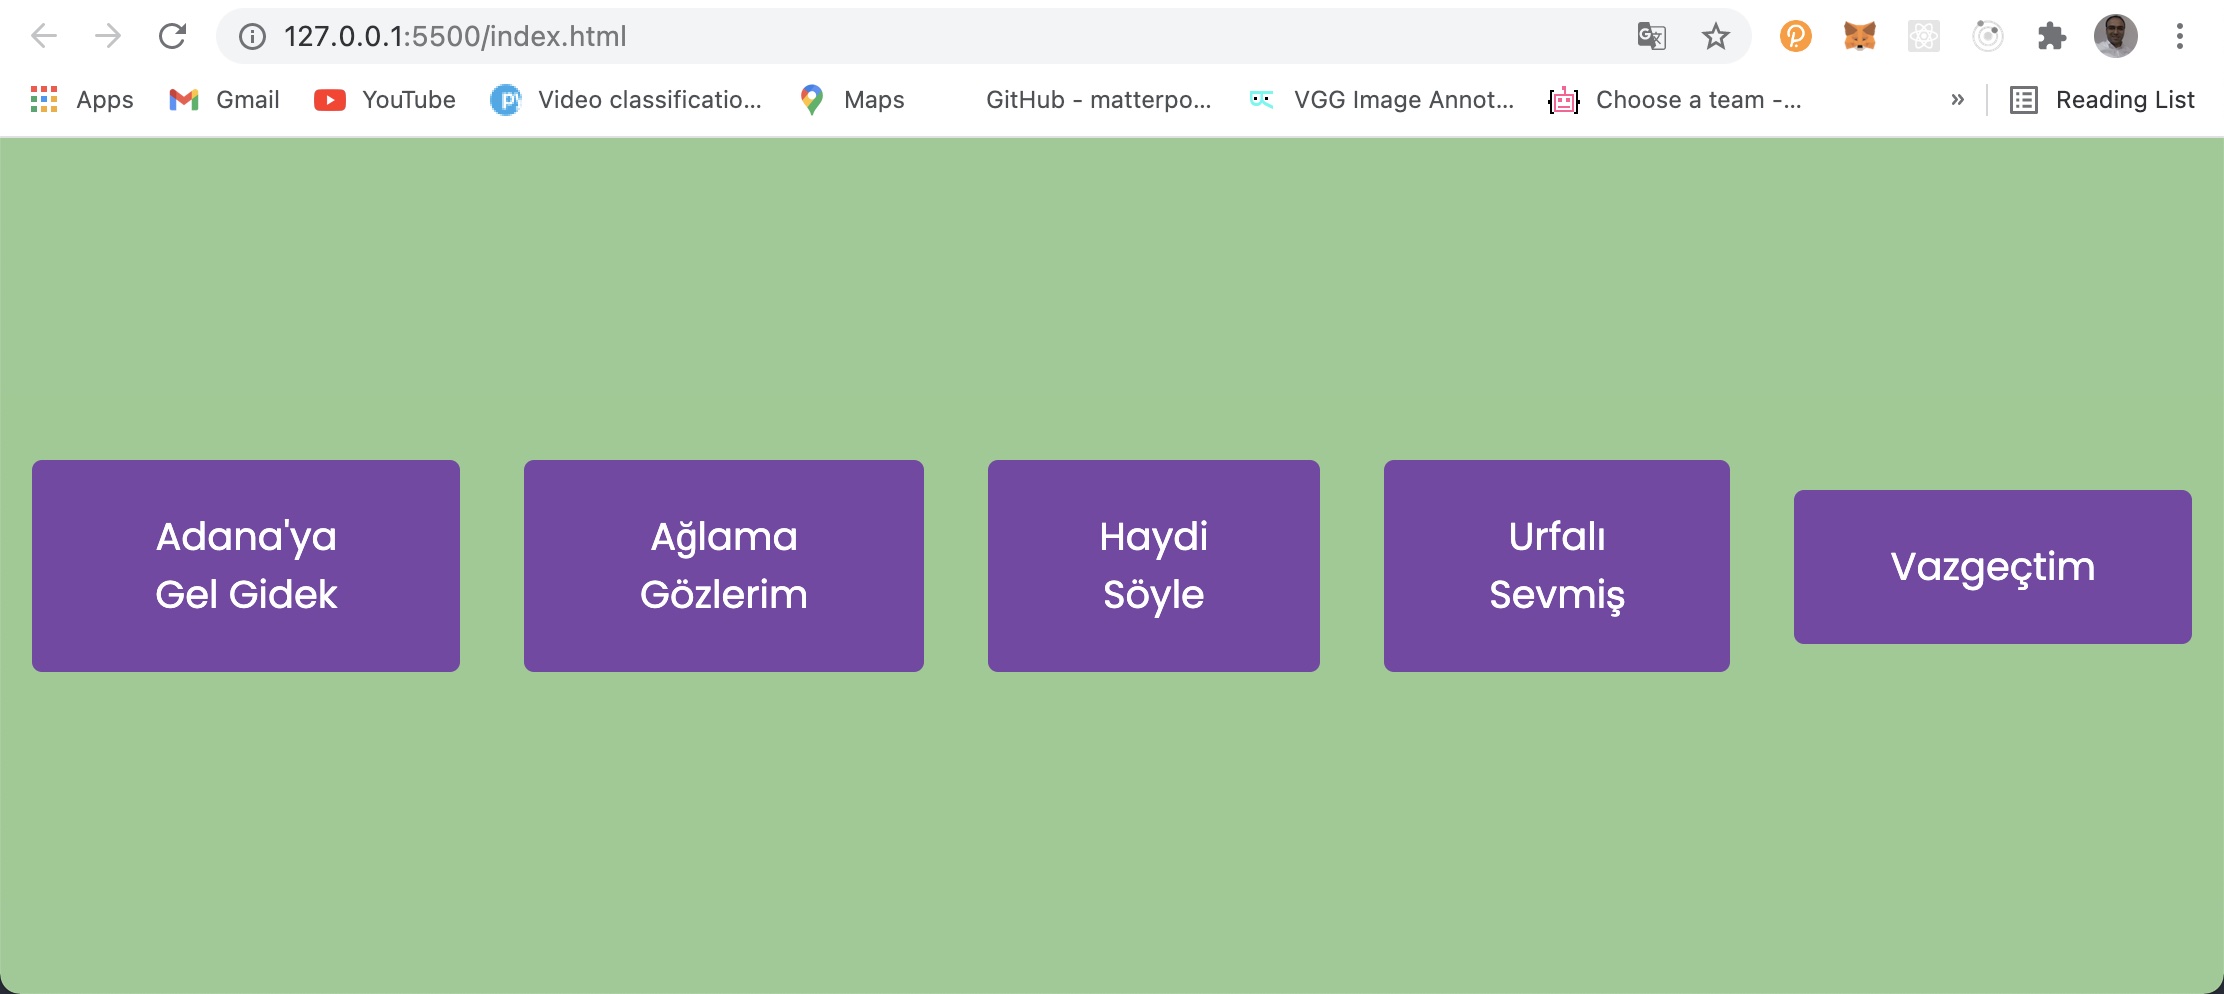 127.0.0.1:5500/index.html
Apps
Gmail
YouTube
Video classificatio...
Maps
GitHub - matterpo...
VGG Image Annot...
Choose a team -...
»
Reading List
Adana'ya
Gel Gidek
Ağlama
Gözlerim
Haydi
Söyle
Urfalı
Sevmiş
Vazgeçtim